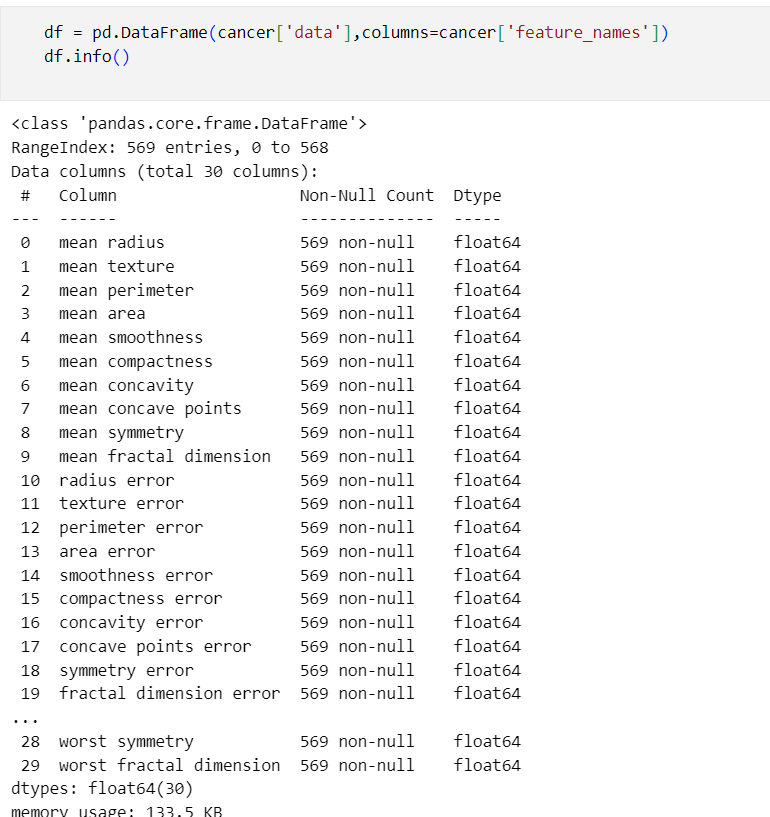 df = pd.DataFrame(cancer['data'],columns=cancer['feature_names'])
df.info()
<class 'pandas.core.frame.DataFrame'>
RangeIndex: 569 entries, 0 to 568
Data columns (total 30 columns):
 #   Column                   Non-Null Count  Dtype
---  ------                   --------------  -----
 0   mean radius              569 non-null    float64
 1   mean texture             569 non-null    float64
 2   mean perimeter           569 non-null    float64
 3   mean area                569 non-null    float64
 4   mean smoothness          569 non-null    float64
 5   mean compactness         569 non-null    float64
 6   mean concavity           569 non-null    float64
 7   mean concave points      569 non-null    float64
 8   mean symmetry            569 non-null    float64
 9   mean fractal dimension   569 non-null    float64
 10  radius error             569 non-null    float64
 11  texture error            569 non-null    float64
 12  perimeter error          569 non-null    float64
 13  area error               569 non-null    float64
 14  smoothness error         569 non-null    float64
 15  compactness error        569 non-null    float64
 16  concavity error          569 non-null    float64
 17  concave points error     569 non-null    float64
 18  symmetry error           569 non-null    float64
 19  fractal dimension error  569 non-null    float64
...
 28  worst symmetry           569 non-null    float64
 29  worst fractal dimension  569 non-null    float64
dtypes: float64(30)
memory usage: 133.5 KB